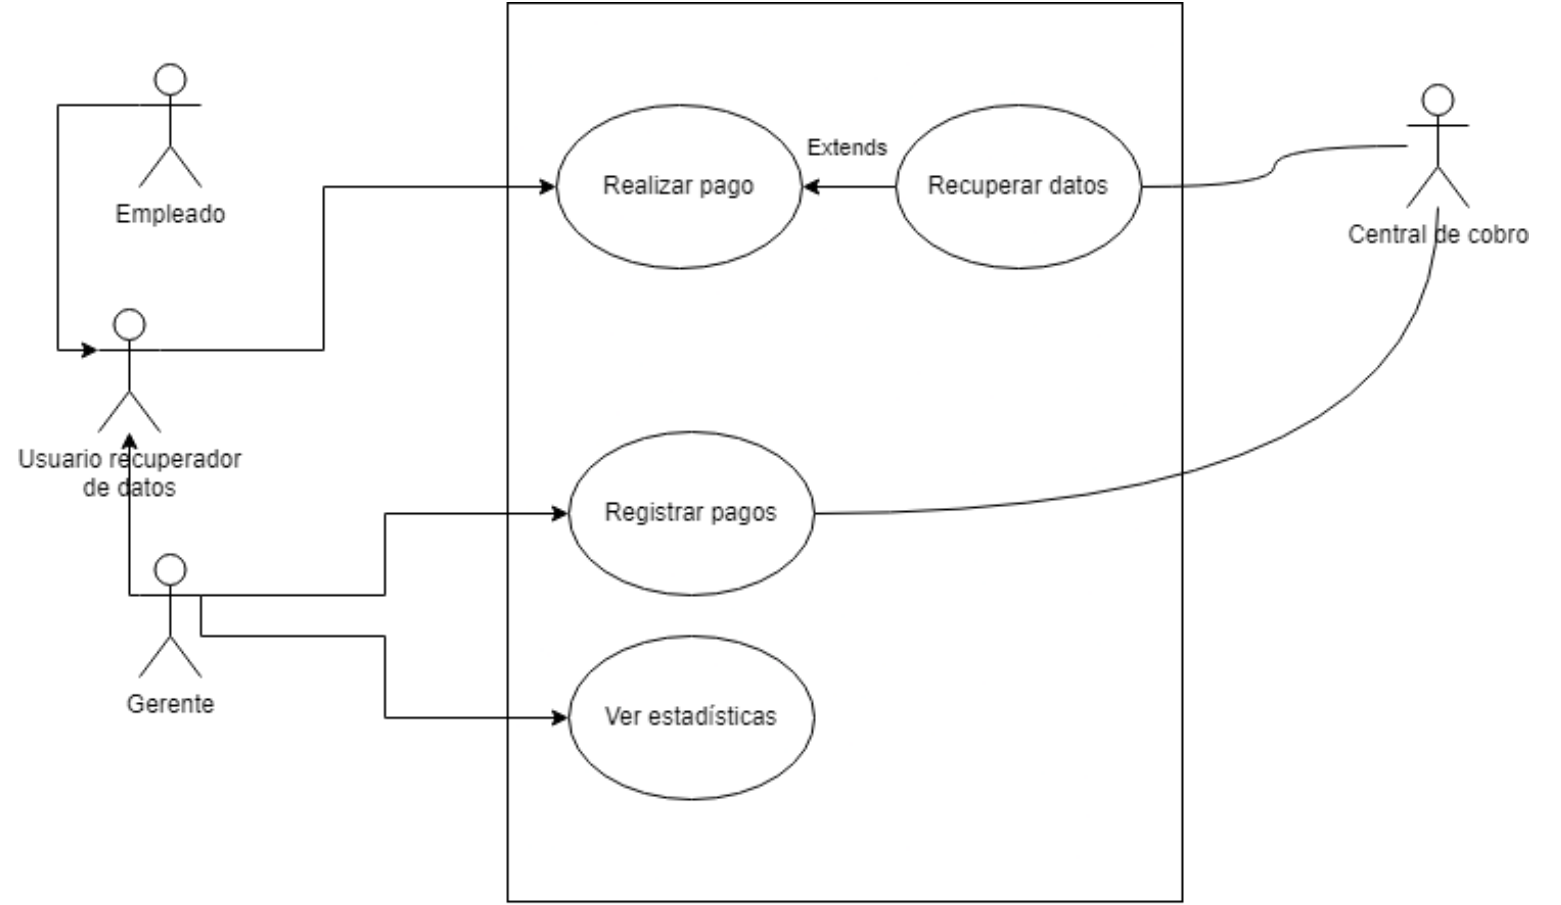 Empleado
Extends
Realizar pago
Recuperar datos
Central de cobro
Usuario recuperador
de datos
Registrar pagos
Gerente
Ver estadísticas